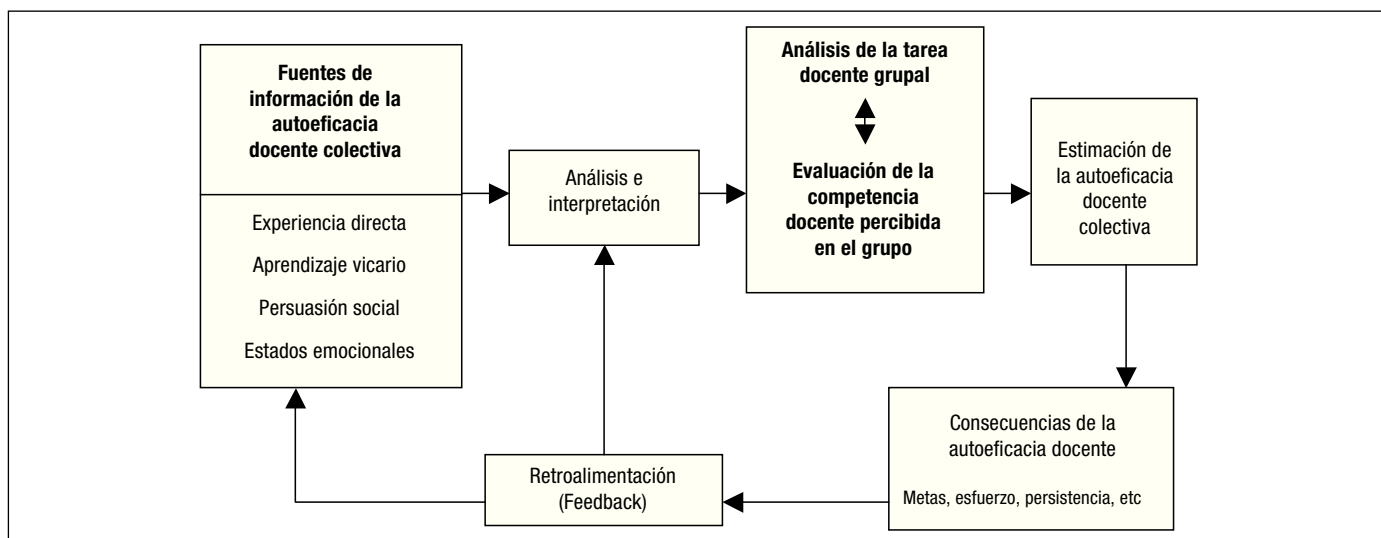 Fuentes de
información de la
autoeficacia
docente colectiva
Experiencia directa
Aprendizaje vicario
Persuasión social
Estados emocionales
Análisis e
interpretación
Análisis de la tarea
docente grupal
Evaluación de la
competencia
docente percibida
en el grupo
Estimación de
la autoeficacia
docente
colectiva
Consecuencias de la
autoeficacia docente
Metas, esfuerzo, persistencia, etc
Retroalimentación
(Feedback)